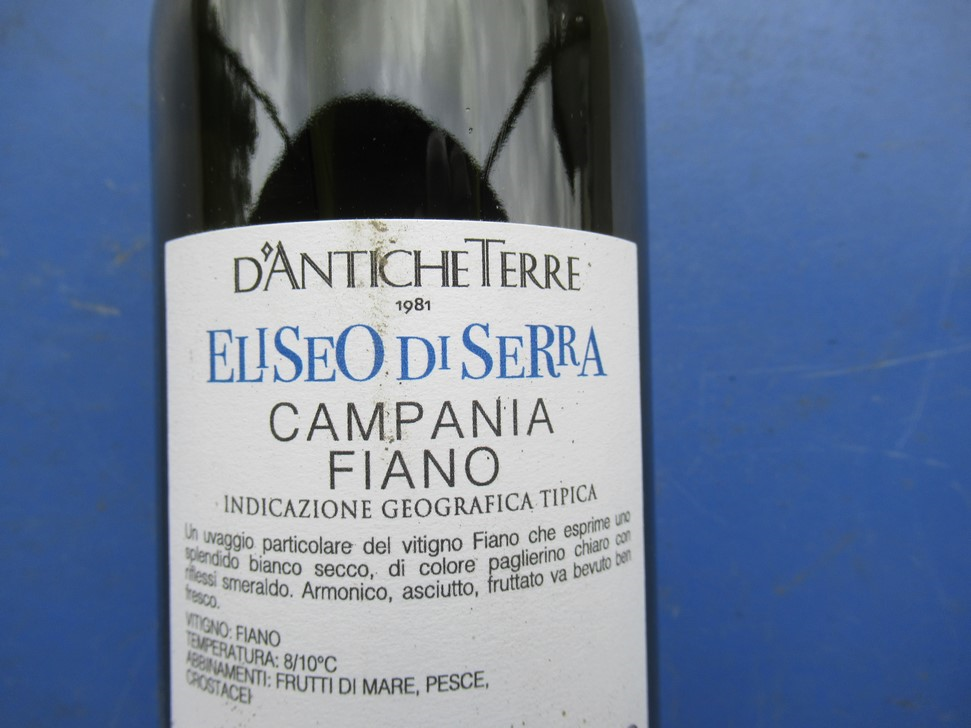 D'ANTICHE TERRE
1981
ELISEO DI SERRA
CAMPANIA
FIANO
INDICAZIONE GEOGRAFICA TIPICA
Un uvaggio particolare del vitigno Fiano che esprime uno
splendido bianco secco, di colore paglierino chiaro con
riflessi smeraldo. Armonico, asciutto, fruttato va bevuto ben
fresco.
VITIGNO: FIANO
TEMPERATURA: 8/10°C
ABBINAMENTI: FRUTTI DI MARE, PESCE,
CROSTACEI